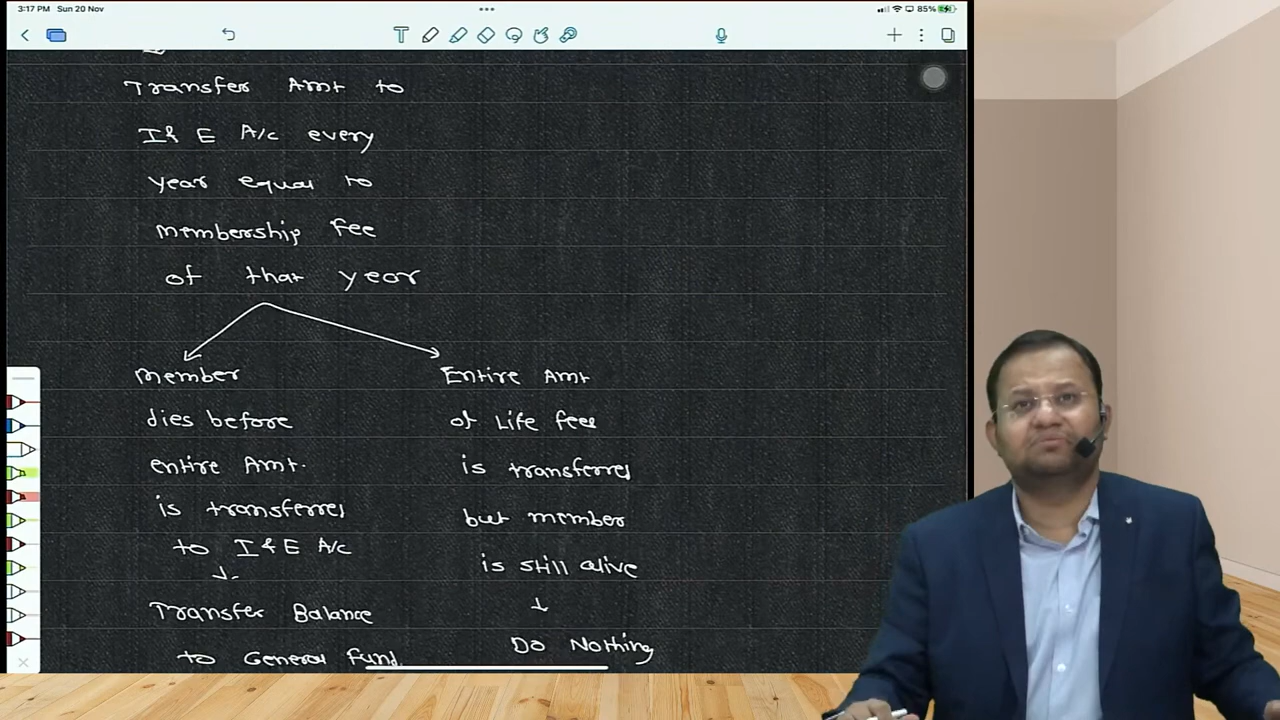 3:17 PM Sun 20 Nov
85%
Transfer Amt to
I & E A/c every
year equal to
membership Fee
of that year
Member
dies before
entire Amt.
is transferred
to I & E A/c
Transfer Balance
to General Fund
Entire Amt
of Life fees
is transferred
but member
is still alive
Do Nothing